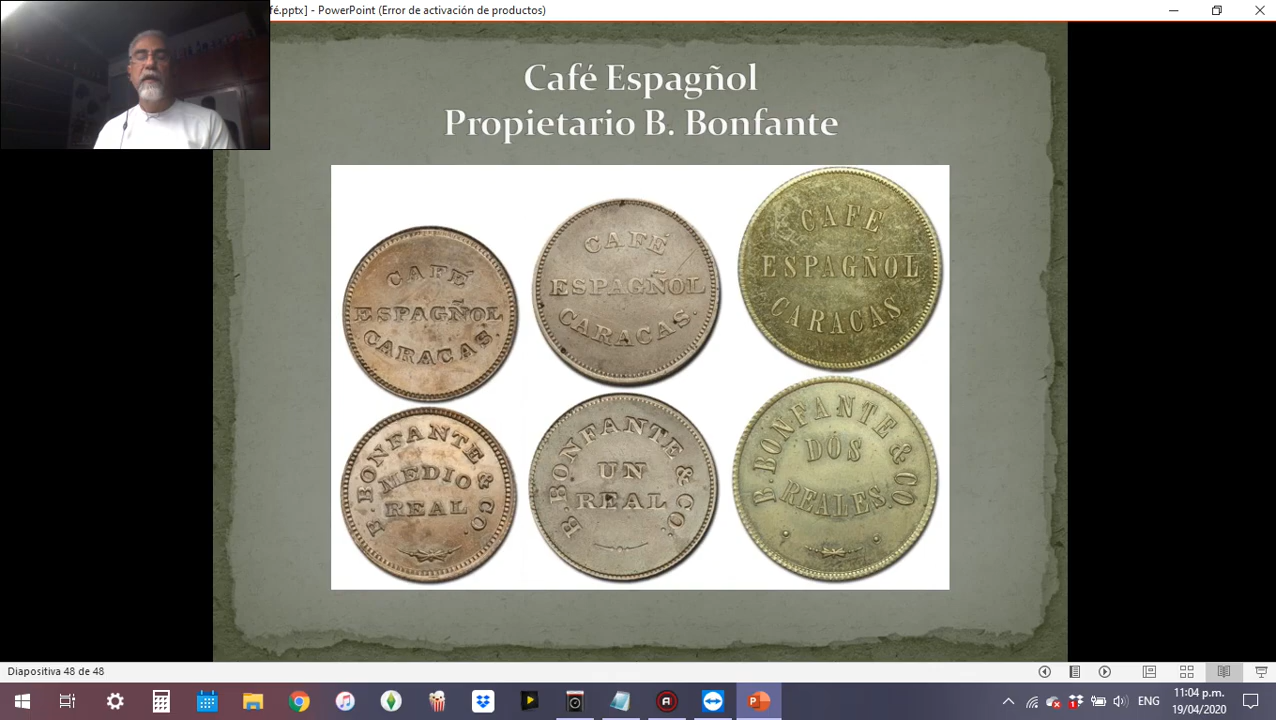 fé.pptx] - PowerPoint (Error de activación de productos)
Café Espagñol
Propietario B. Bonfante
CAFÉ
ESPAGÑOL
CARACAS.
CAFÉ
ESPAGÑOL
CARACAS.
CAFÉ
ESPAGÑOL
CARACAS
B. BONFANTE & CO.
MEDIO
REAL
B. BONFANTE & CO.
UN
REAL
B. BONFANTE & CO
DOS
REALES.
Diapositiva 48 de 48
ENG
11:04 p.m.
19/04/2020